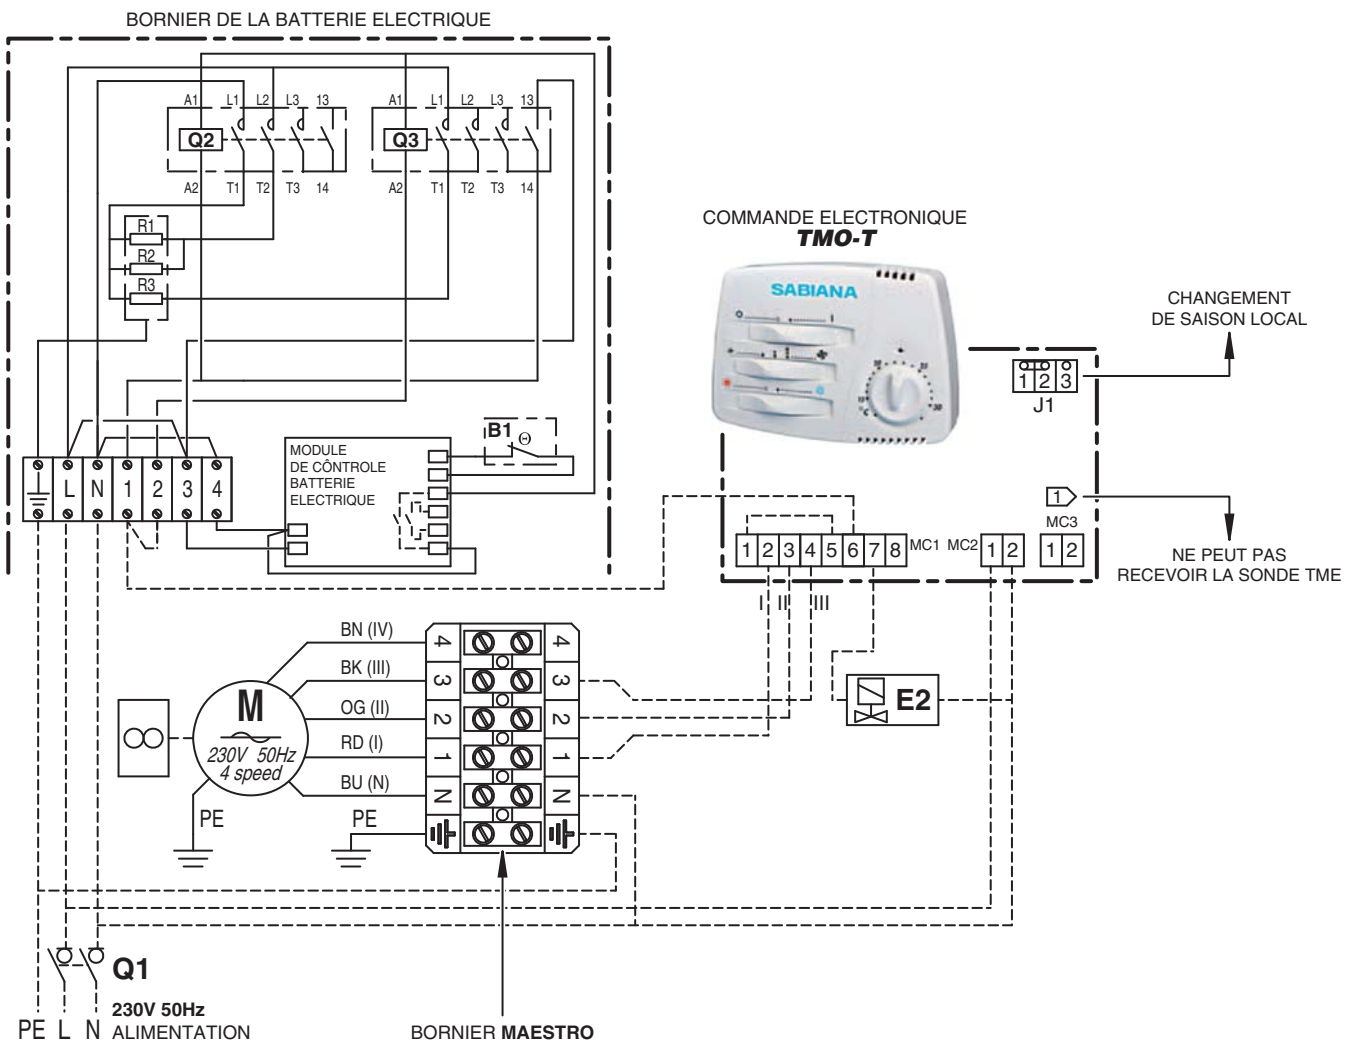 BORNIER DE LA BATTERIE ELECTRIQUE
A1 L1 L2 L3 13
A1 L1 L2 L3 13
Q2
Q3
A2 T1 T2 T3 14
A2 T1 T2 T3 14
R1
R2
R3
COMMANDE ELECTRONIQUE
TMO-T
SABIANA
10
15
25
30
°C
CHANGEMENT
DE SAISON LOCAL
1 2 3
J1
B1
Θ
MODULE
DE CÔNTROLE
BATTERIE
ELECTRIQUE
L N 1 2 3 4
1
MC3
1 2 3 4 5 6 7 8 MC1 MC2 1 2 1 2
NE PEUT PAS
RECEVOIR LA SONDE TME
I II III
BN (IV) 4 4
BK (III) 3 3
M OG (II) 2 2
230V 50Hz RD (I) 1 1
4 speed
BU (N) N N
PE PE
E2
Q1
230V 50Hz
PE L N ALIMENTATION
BORNIER MAESTRO